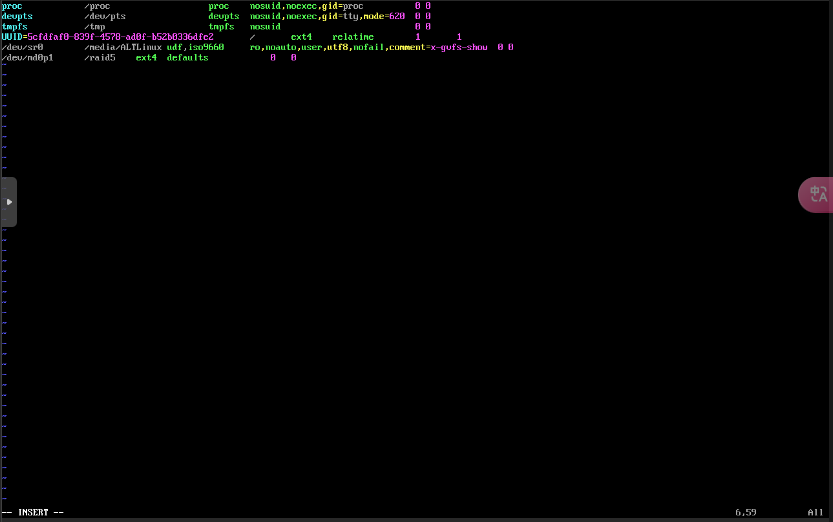 proc /proc proc nosuid,noexec,gid=proc 0 0
devpts /dev/pts devpts nosuid,noexec,gid=tty,mode=620 0 0
tmpfs /tmp tmpfs nosuid 0 0
UUID=5cfdfaf0-839f-4578-ad0f-b52b0336dfc2 / ext4 relatime 1 1
/dev/sr0 /media/ALTLinux udf,iso9660 ro,noauto,user,utf8,nofail,comment=x-gvfs-show 0 0
/dev/md0p1 /raid5 ext4 defaults 0 0
-- INSERT -- 6,59 All